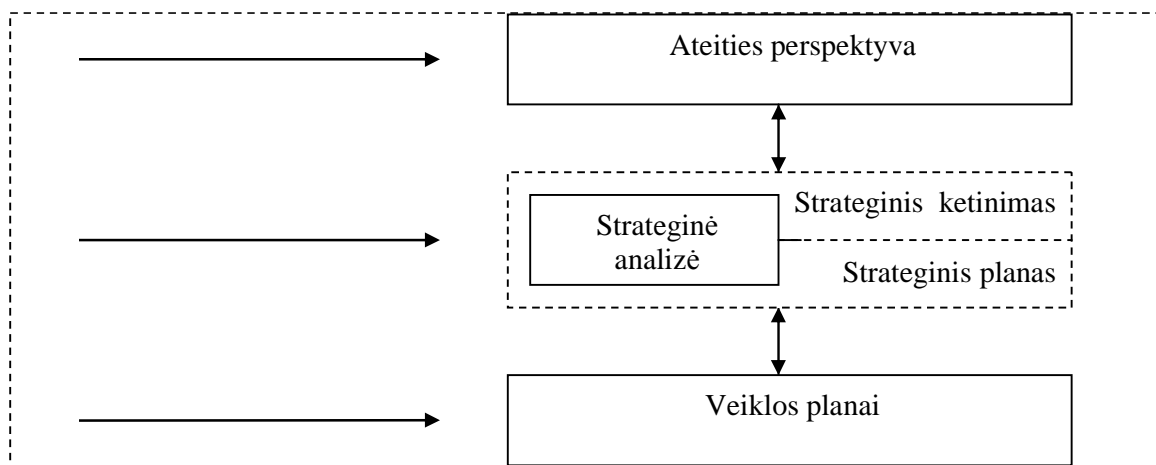 Ateities perspektyva
Strateginis ketinimas
Strateginė
analizė
Strateginis planas
Veiklos planai